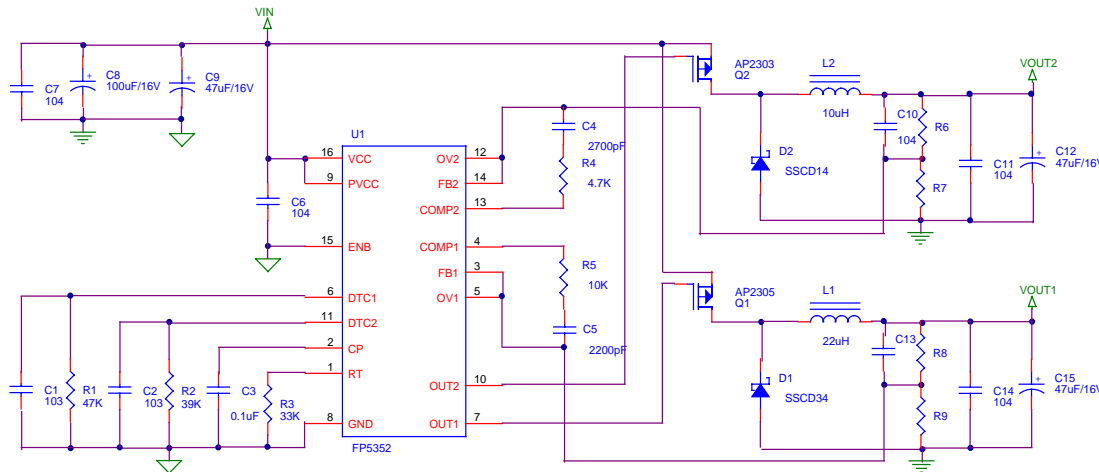 VIN
C7
104
C8
100uF/16V
C9
47uF/16V
AP2303
Q2
L2
10uH
VOUT2
C10
104
R6
R7
C11
104
C12
47uF/16V
D2
SSCD14
U1
16 VCC
9 PVCC
15 ENB
6 DTC1
11 DTC2
2 CP
1 RT
8 GND
OV2 12
FB2 14
COMP2 13
COMP1 4
FB1 3
OV1 5
OUT2 10
OUT1 7
FP5352
C6
104
C4
2700pF
R4
4.7K
R5
10K
C5
2200pF
AP2305
Q1
L1
22uH
VOUT1
C13
R8
R9
C14
104
C15
47uF/16V
D1
SSCD34
C1
103
R1
47K
C2
103
R2
39K
C3
0.1uF
R3
33K
+
+
+
+